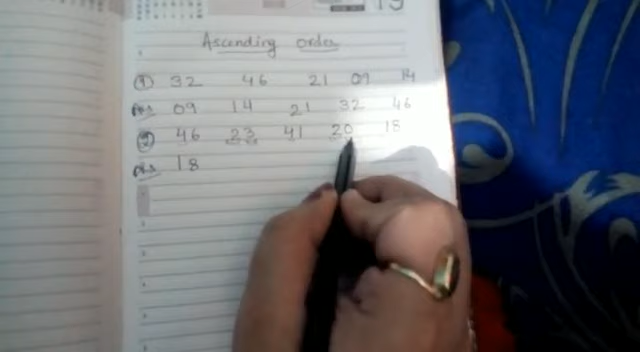 19
Ascending order
① 32 46 21 09 14
Ans 09 14 21 32 46
② 46 23 41 20 18
Ans 18